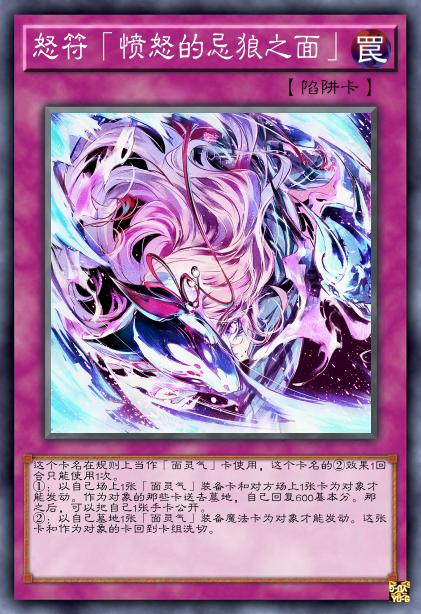 怒符「愤怒的忌狼之面」 罠
【陷阱卡】
这个卡名在规则上当作「面灵气」卡使用，这个卡名的②效果1回
合只能使用1次。
①：以自己场上1张「面灵气」装备卡和对方场上1张卡为对象才
能发动。作为对象的那些卡送去墓地，自己回复600基本分。那
之后，可以把自己1张手卡公开。
②：以自己墓地1张「面灵气」装备魔法卡为对象才能发动。这张
卡和作为对象的卡回到卡组洗切。